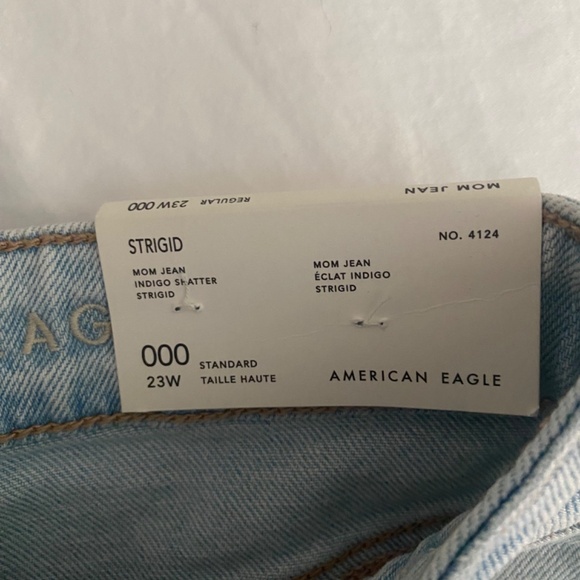 REGULAR 23W 000
MOM JEAN
STRIGID
NO. 4124
MOM JEAN
INDIGO SHATTER
STRIGID
MOM JEAN
ÉCLAT INDIGO
STRIGID
AG
000
23W
STANDARD
TAILLE HAUTE
AMERICAN EAGLE